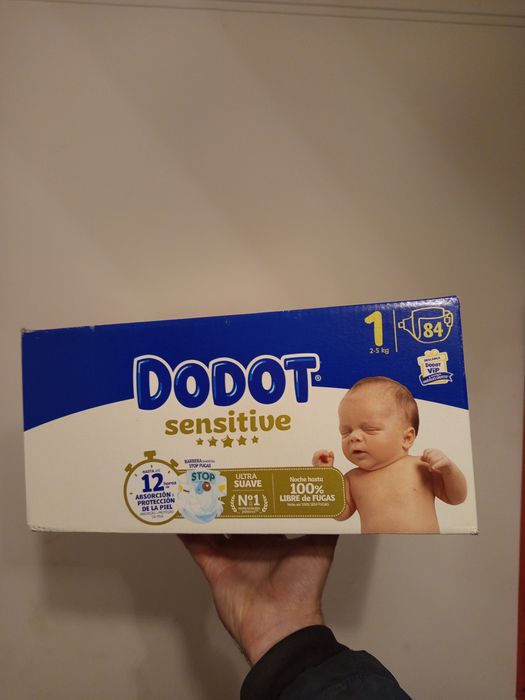 1
2-5 kg
84
DODOT
VIP
DODOT®
sensitive
HASTA
12 horas
ABSORCIÓN Y
PROTECCIÓN
DE LA PIEL
BARRERA
STOP FUGAS
STOP
ULTRA
SUAVE
Nº1
Noche hasta
100%
LIBRE de FUGAS